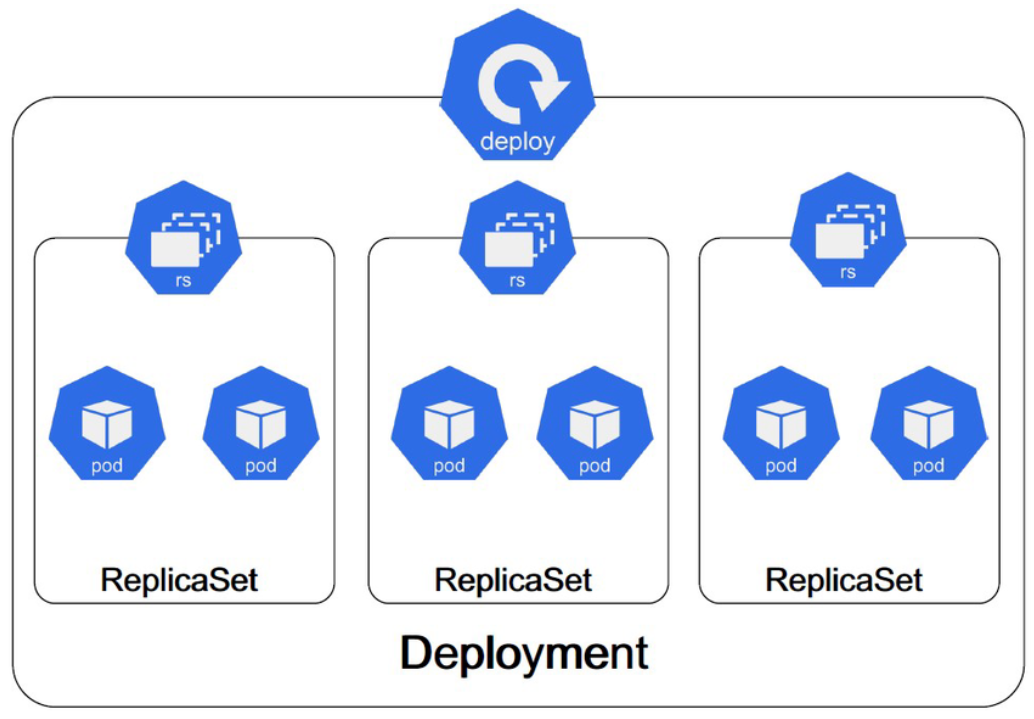 deploy
rs
rs
rs
pod
pod
pod
pod
pod
pod
ReplicaSet
ReplicaSet
ReplicaSet
Deployment